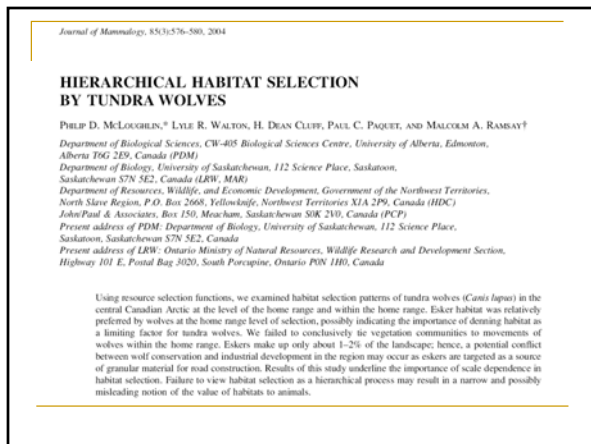 Journal of Mammalogy, 85(3):576–580, 2004
HIERARCHICAL HABITAT SELECTION
BY TUNDRA WOLVES
PHILIP D. MCLOUGHLIN,* LYLE R. WALTON, H. DEAN CLUFF, PAUL C. PAQUET, AND MALCOLM A. RAMSAY†
Department of Biological Sciences, CW-405 Biological Sciences Centre, University of Alberta, Edmonton,
Alberta T6G 2E9, Canada (PDM)
Department of Biology, University of Saskatchewan, 112 Science Place, Saskatoon,
Saskatchewan S7N 5E2, Canada (LRW, MAR)
Department of Resources, Wildlife, and Economic Development, Government of the Northwest Territories,
North Slave Region, P.O. Box 2668, Yellowknife, Northwest Territories X1A 2P9, Canada (HDC)
John/Paul & Associates, Box 150, Meacham, Saskatchewan S0K 2V0, Canada (PCP)
Present address of PDM: Department of Biology, University of Saskatchewan, 112 Science Place,
Saskatoon, Saskatchewan S7N 5E2, Canada
Present address of LRW: Ontario Ministry of Natural Resources, Wildlife Research and Development Section,
Highway 101 E, Postal Bag 3020, South Porcupine, Ontario P0N 1H0, Canada
Using resource selection functions, we examined habitat selection patterns of tundra wolves (Canis lupus) in the
central Canadian Arctic at the level of the home range and within the home range. Esker habitat was relatively
preferred by wolves at the home range level of selection, possibly indicating the importance of denning habitat as
a limiting factor for tundra wolves. We failed to conclusively tie vegetation communities to movements of
wolves within the home range. Eskers make up only about 1–2% of the landscape; hence, a potential conflict
between wolf conservation and industrial development in the region may occur as eskers are targeted as a source
of granular material for road construction. Results of this study underline the importance of scale dependence in
habitat selection. Failure to view habitat selection as a hierarchical process may result in a narrow and possibly
misleading notion of the value of habitats to animals.